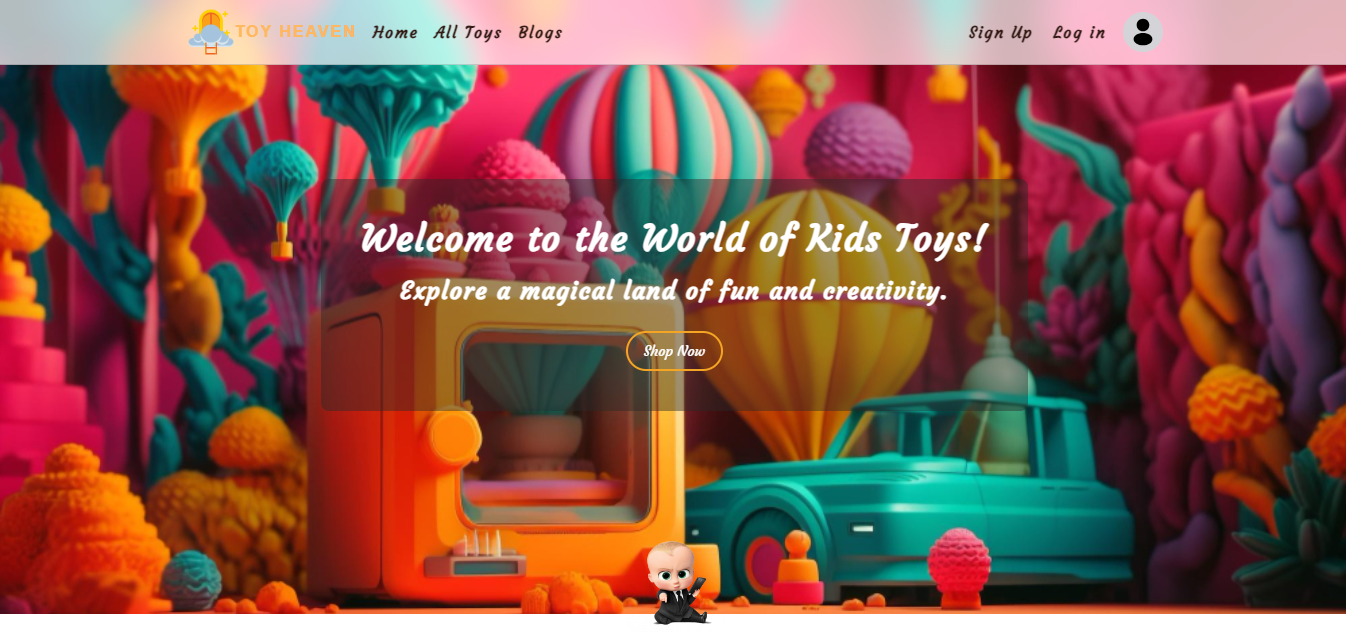 TOY HEAVEN Home All Toys Blogs Sign Up Log in
Welcome to the World of Kids Toys!
Explore a magical land of fun and creativity.
Shop Now